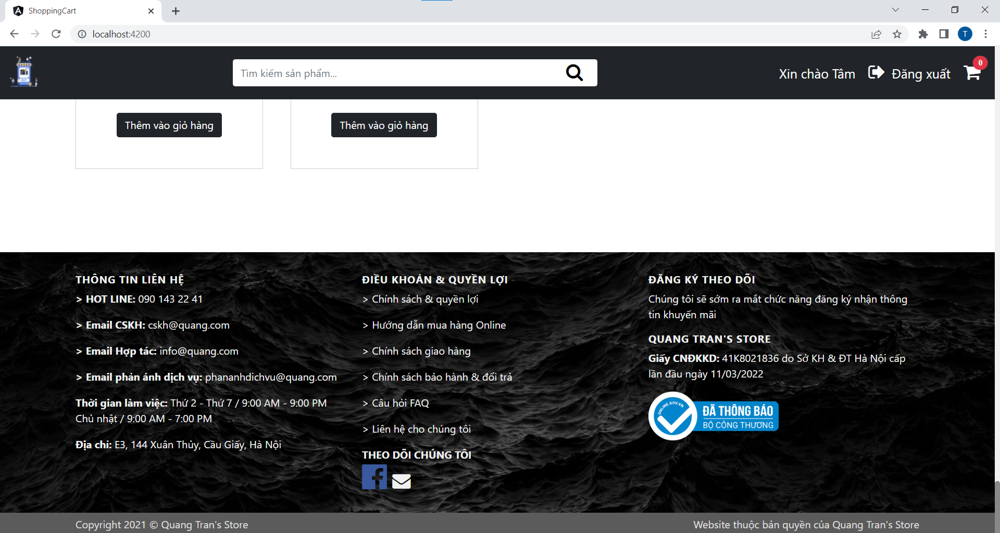 ShoppingCart
localhost:4200
T
BUY
Tìm kiếm sản phẩm...
Xin chào Tâm
Đăng xuất
0
Thêm vào giỏ hàng
Thêm vào giỏ hàng
THÔNG TIN LIÊN HỆ
> HOT LINE: 090 143 22 41
> Email CSKH: cskh@quang.com
> Email Hợp tác: info@quang.com
> Email phản ánh dịch vụ: phananhdichvu@quang.com
Thời gian làm việc: Thứ 2 - Thứ 7 / 9:00 AM - 9:00 PM
Chủ nhật / 9:00 AM - 7:00 PM
Địa chỉ: E3, 144 Xuân Thủy, Cầu Giấy, Hà Nội
ĐIỀU KHOẢN & QUYỀN LỢI
> Chính sách & quyền lợi
> Hướng dẫn mua hàng Online
> Chính sách giao hàng
> Chính sách bảo hành & đổi trả
> Câu hỏi FAQ
> Liên hệ cho chúng tôi
THEO DÕI CHÚNG TÔI
ĐĂNG KÝ THEO DÕI
Chúng tôi sẽ sớm ra mắt chức năng đăng ký nhận thông
tin khuyến mãi
QUANG TRAN'S STORE
Giấy CNĐKKD: 41K8021836 do Sở KH & ĐT Hà Nội cấp
lần đầu ngày 11/03/2022
ONLINE.GOV.VN
ĐÃ THÔNG BÁO
BỘ CÔNG THƯƠNG
Copyright 2021 © Quang Tran's Store
Website thuộc bản quyền của Quang Tran's Store